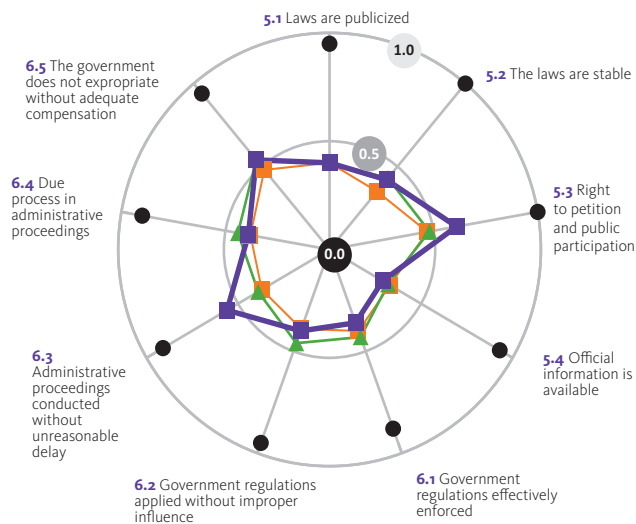 5.1 Laws are publicized
1.0
5.2 The laws are stable
0.5
5.3 Right
to petition
and public
participation
0.0
5.4 Official
information is
available
6.1 Government
regulations effectively
enforced
6.2 Government regulations
applied without improper
influence
6.3
Administrative
proceedings
conducted
without
unreasonable
delay
6.4 Due
process in
administrative
proceedings
6.5 The government
does not expropriate
without adequate
compensation